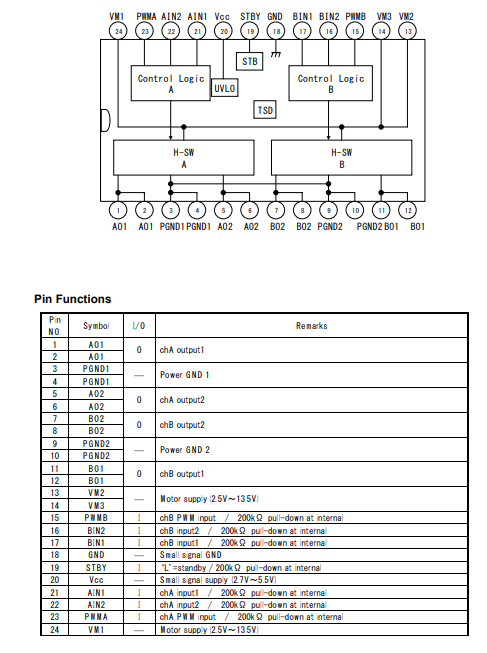 VM1 PWMA AIN2 AIN1 Vcc STBY GND BIN1 BIN2 PWMB VM3 VM2
24 23 22 21 20 19 18 17 16 15 14 13
STB
Control Logic
A
Control Logic
B
UVLO
TSD
H-SW
A
H-SW
B
1 2 3 4 5 6 7 8 9 10 11 12
AO1 AO1 PGND1 PGND1 AO2 AO2 BO2 BO2 PGND2 PGND2 BO1 BO1
Pin Functions
Pin
NO. Symbol I/O Remarks
1 AO1
2 AO1 O chA output1
3 PGND1
4 PGND1 — Power GND 1
5 AO2
6 AO2 O chA output2
7 BO2
8 BO2 O chB output2
9 PGND2
10 PGND2 — Power GND 2
11 BO1
12 BO1 O chB output1
13 VM2
14 VM3 — Motor supply (2.5V～13.5V)
15 PWMB I chB PWM input / 200kΩ pull-down at internal
16 BIN2 I chB input2 / 200kΩ pull-down at internal
17 BIN1 I chB input1 / 200kΩ pull-down at internal
18 GND — Small signal GND
19 STBY I "L"=standby / 200kΩ pull-down at internal
20 Vcc — Small signal supply (2.7V～5.5V)
21 AIN1 I chA input1 / 200kΩ pull-down at internal
22 AIN2 I chA input2 / 200kΩ pull-down at internal
23 PWMA I chA PWM input / 200kΩ pull-down at internal
24 VM1 — Motor supply (2.5V～13.5V)